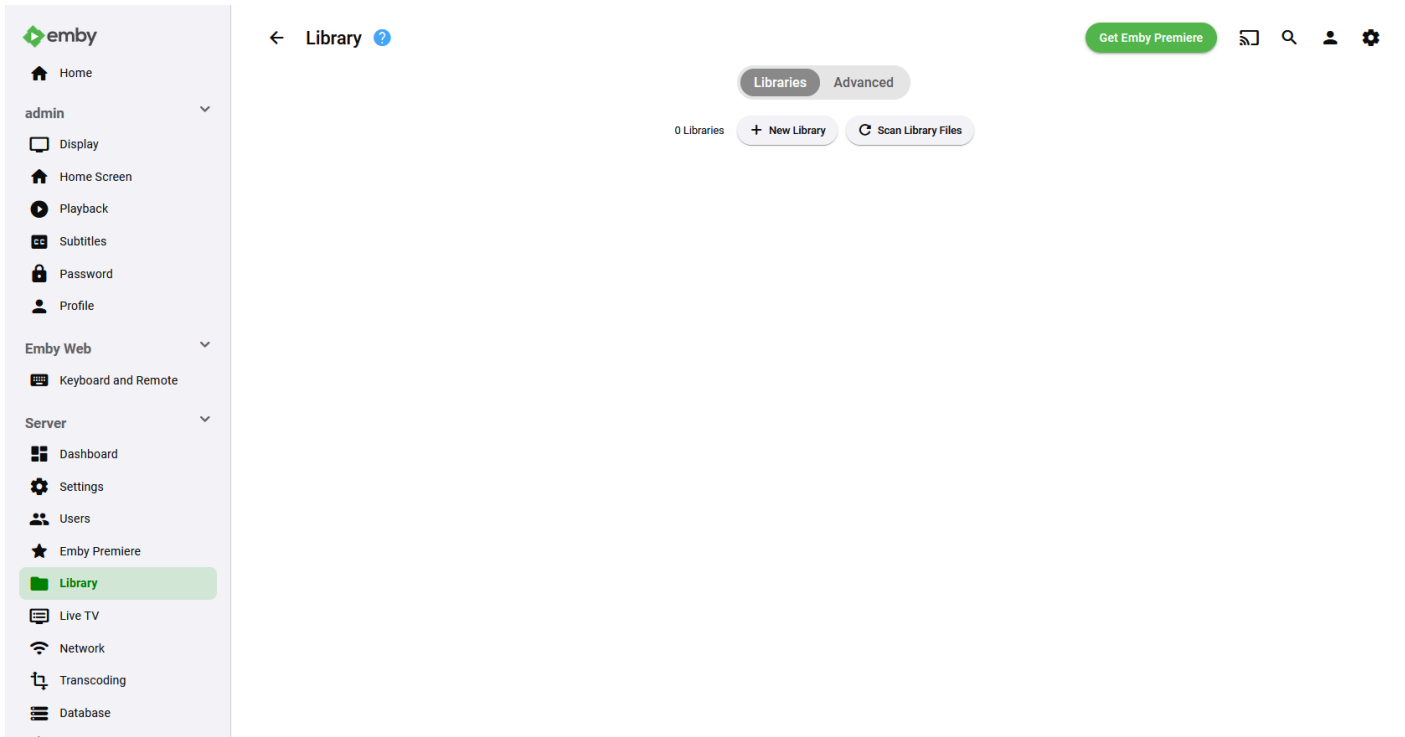 emby
Home
admin
Display
Home Screen
Playback
CC Subtitles
Password
Profile
Emby Web
Keyboard and Remote
Server
Dashboard
Settings
Users
Emby Premiere
Library
Live TV
Network
Transcoding
Database
Library ?
Get Emby Premiere
Libraries Advanced
0 Libraries + New Library Scan Library Files